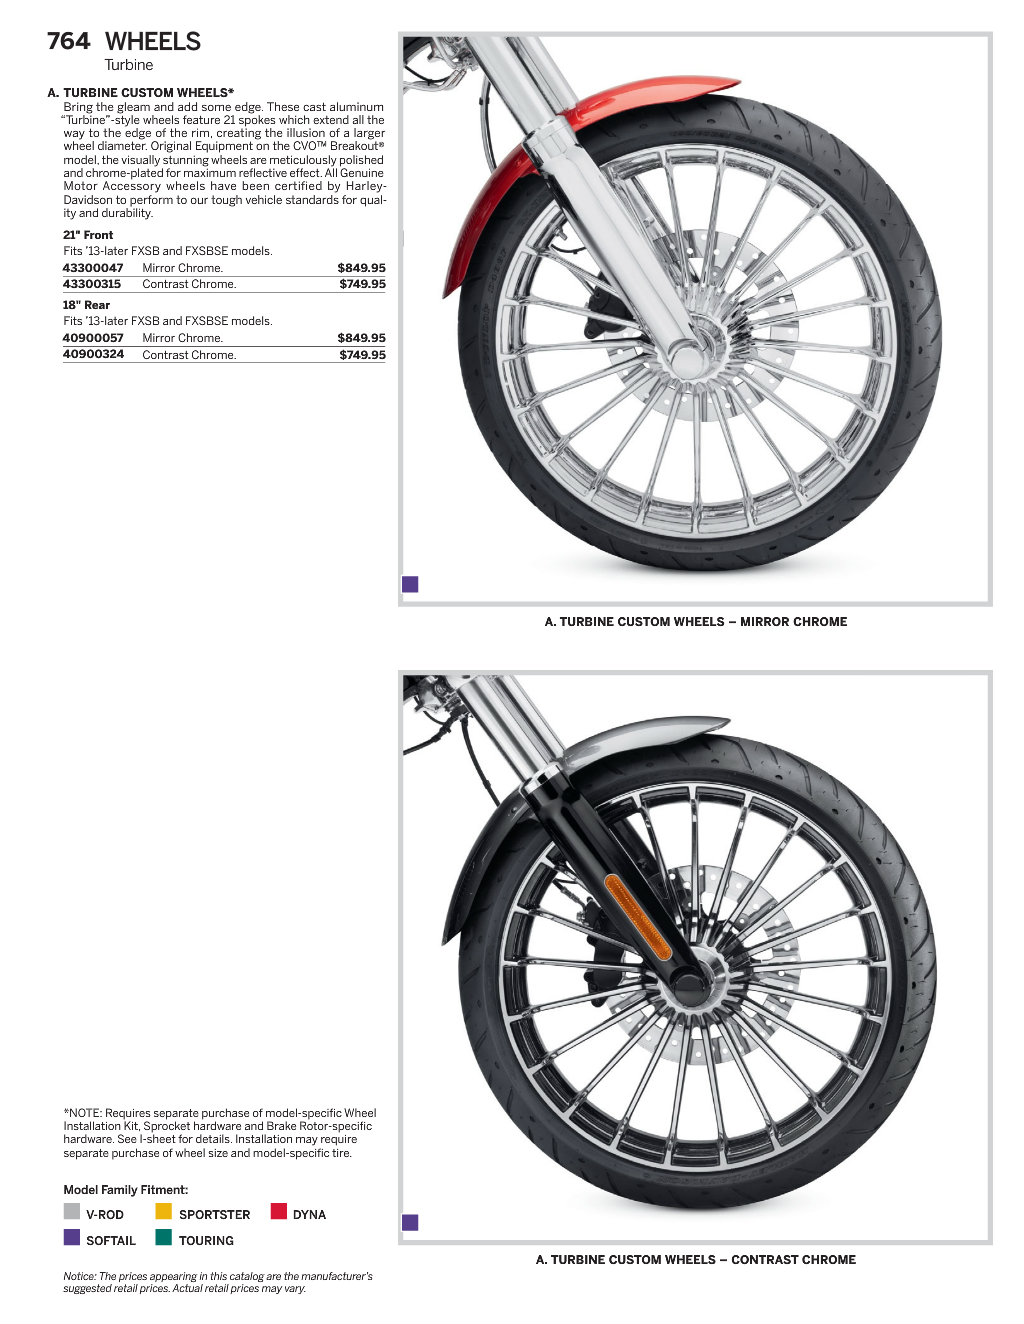 764 WHEELS
Turbine
A. TURBINE CUSTOM WHEELS*
Bring the gleam and add some edge. These cast aluminum
“Turbine”-style wheels feature 21 spokes which extend all the
way to the edge of the rim, creating the illusion of a larger
wheel diameter. Original Equipment on the CVO™ Breakout®
model, the visually stunning wheels are meticulously polished
and chrome-plated for maximum reflective effect. All Genuine
Motor Accessory wheels have been certified by Harley-
Davidson to perform to our tough vehicle standards for qual-
ity and durability.
21" Front
Fits ’13-later FXSB and FXSBSE models.
43300047 Mirror Chrome. $849.95
43300315 Contrast Chrome. $749.95
18" Rear
Fits ’13-later FXSB and FXSBSE models.
40900057 Mirror Chrome. $849.95
40900324 Contrast Chrome. $749.95
A. TURBINE CUSTOM WHEELS – MIRROR CHROME
A. TURBINE CUSTOM WHEELS – CONTRAST CHROME
*NOTE: Requires separate purchase of model-specific Wheel
Installation Kit, Sprocket hardware and Brake Rotor-specific
hardware. See I-sheet for details. Installation may require
separate purchase of wheel size and model-specific tire.
Model Family Fitment:
V-ROD SPORTSTER DYNA
SOFTAIL TOURING
Notice: The prices appearing in this catalog are the manufacturer’s
suggested retail prices. Actual retail prices may vary.